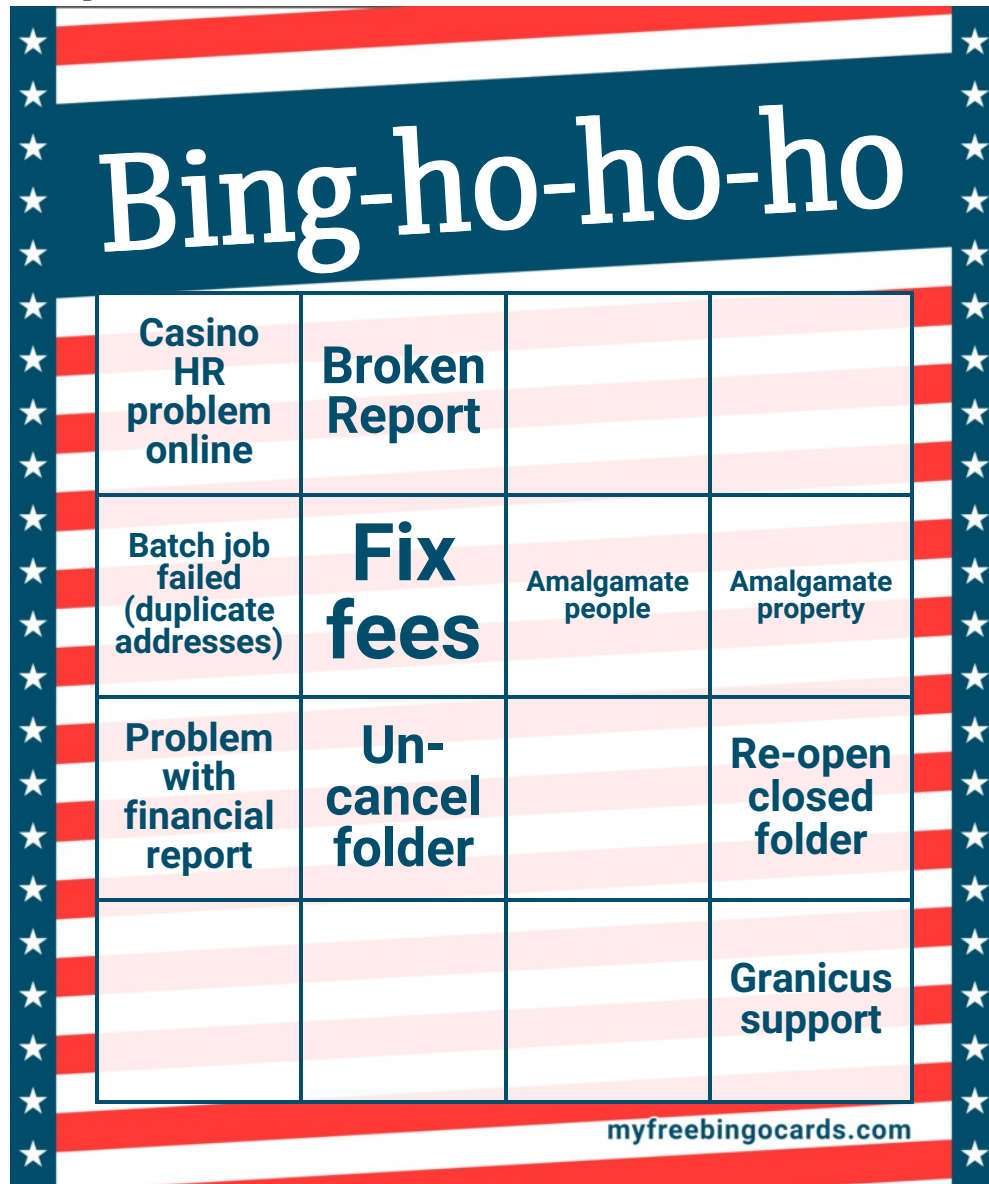 Bing-ho-ho-ho
Casino
HR
problem
online
Broken
Report
Batch job
failed
(duplicate
addresses)
Fix
fees
Amalgamate
people
Amalgamate
property
Problem
with
financial
report
Un-
cancel
folder
Re-open
closed
folder
Granicus
support
myfreebingocards.com